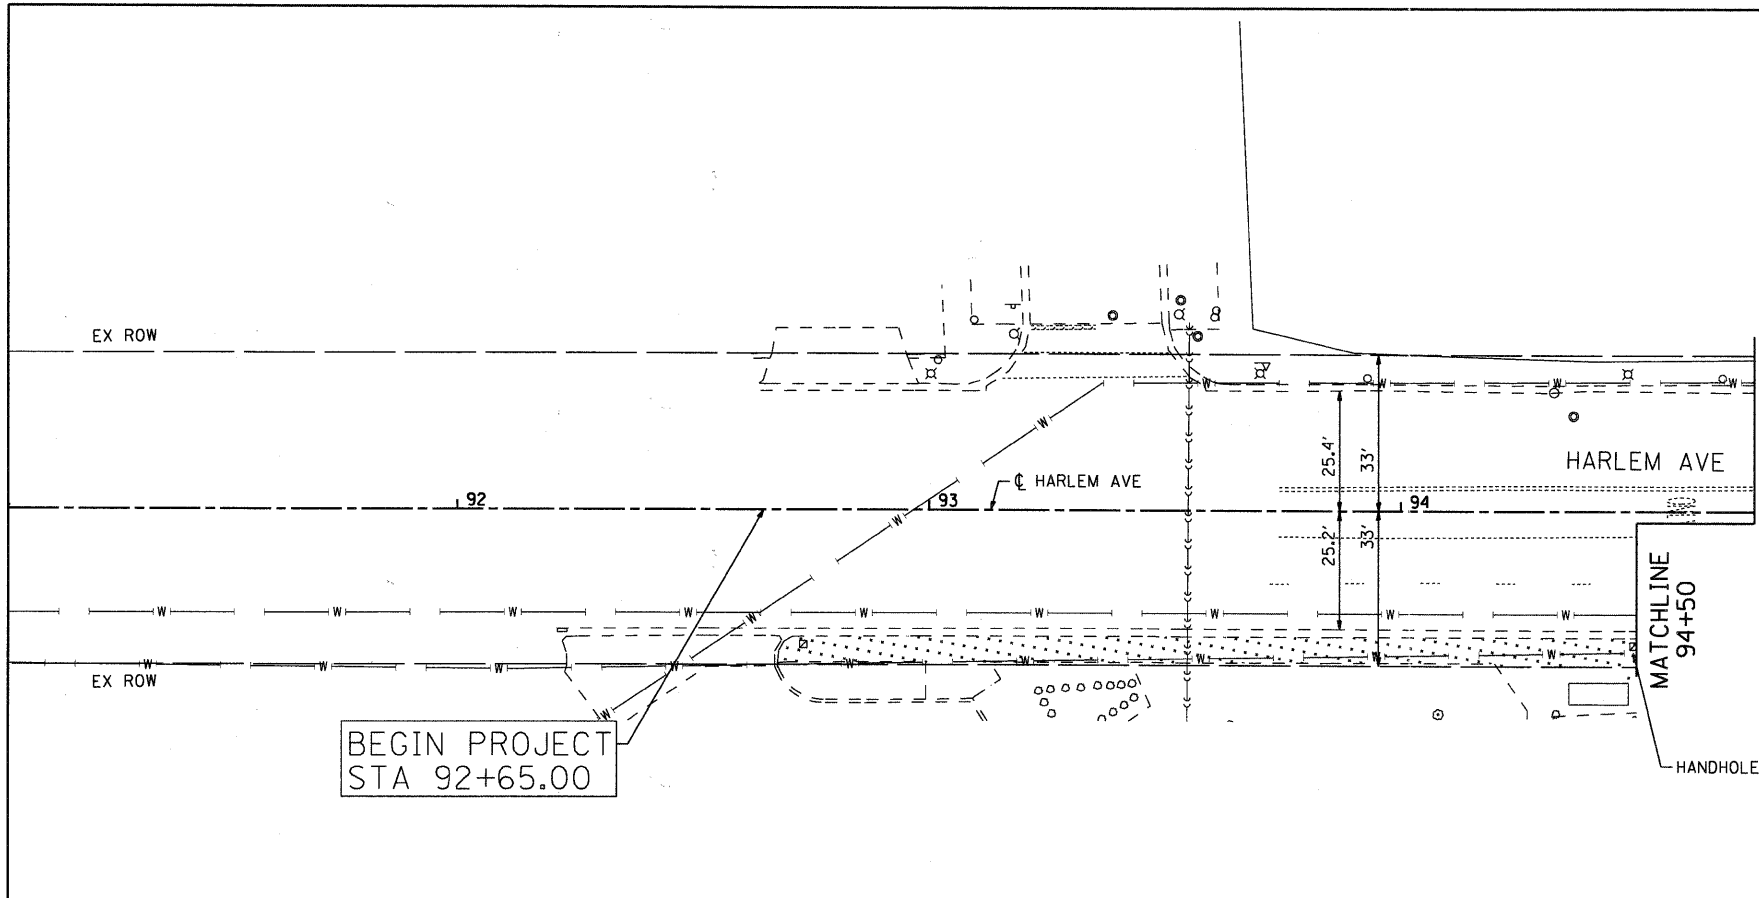 EX ROW
25.4'
33'
HARLEM AVE
℄ HARLEM AVE
92
93
94
25.2'
33'
W W W W W W W W W
W W W W W W W W W
W W W W W
W W W W
MATCHLINE
94+50
EX ROW
BEGIN PROJECT
STA 92+65.00
HANDHOLE